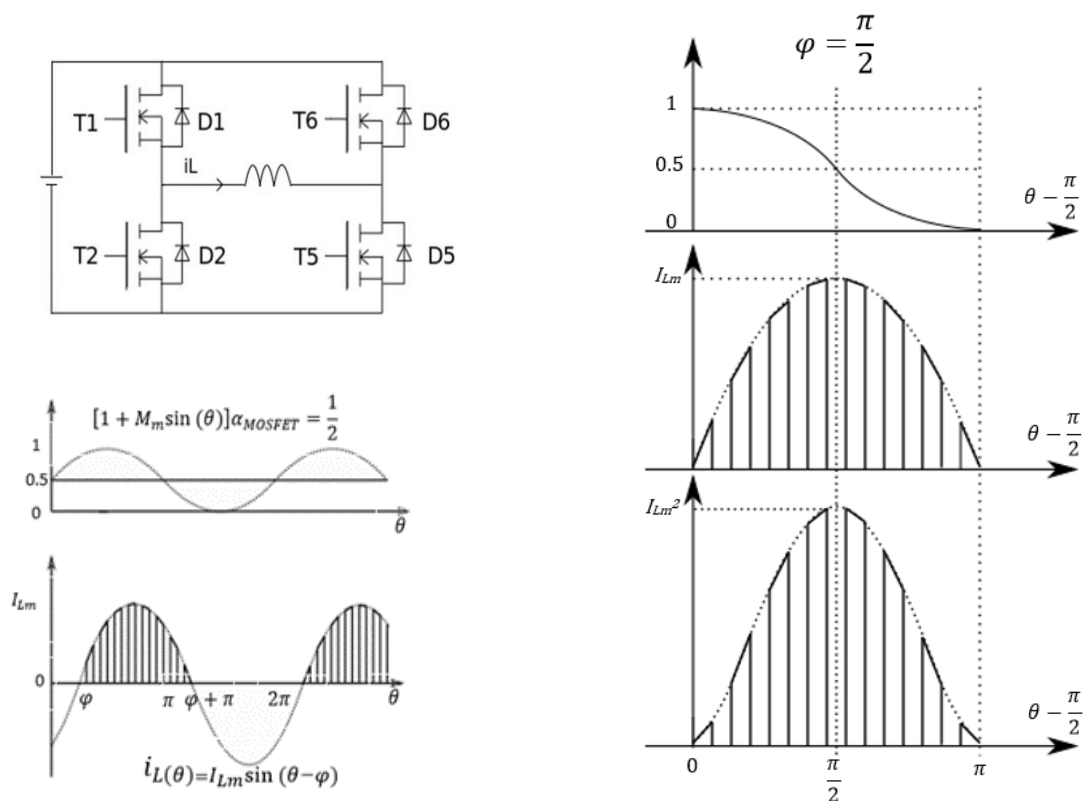 T1
D1
T6
D6
iL
T2
D2
T5
D5
[1 + M_m sin (θ)]α_MOSFET = 1/2
1
0.5
0
θ
I_Lm
0
φ
π
φ + π
2π
θ
i_L(θ)=I_Lm sin (θ-φ)
φ = π/2
1
0.5
0
θ − π/2
I_Lm
θ − π/2
I_Lm²
θ − π/2
0
π/2
π